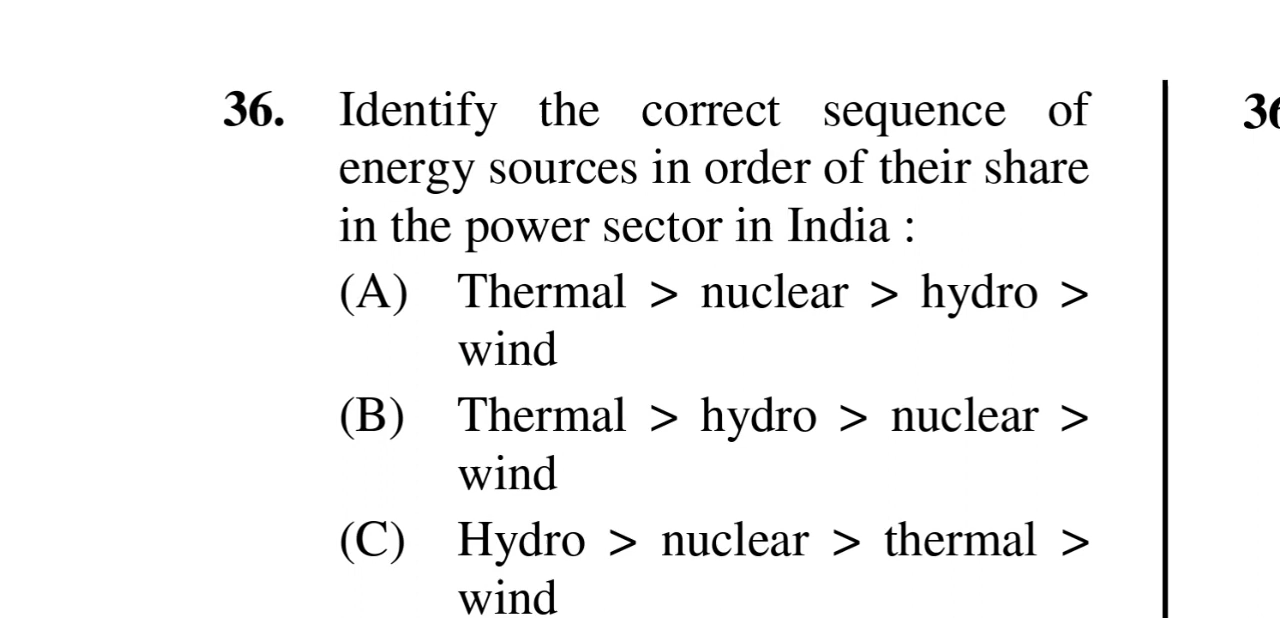 36. Identify the correct sequence of
energy sources in order of their share
in the power sector in India :
(A) Thermal > nuclear > hydro >
wind
(B) Thermal > hydro > nuclear >
wind
(C) Hydro > nuclear > thermal >
wind
36